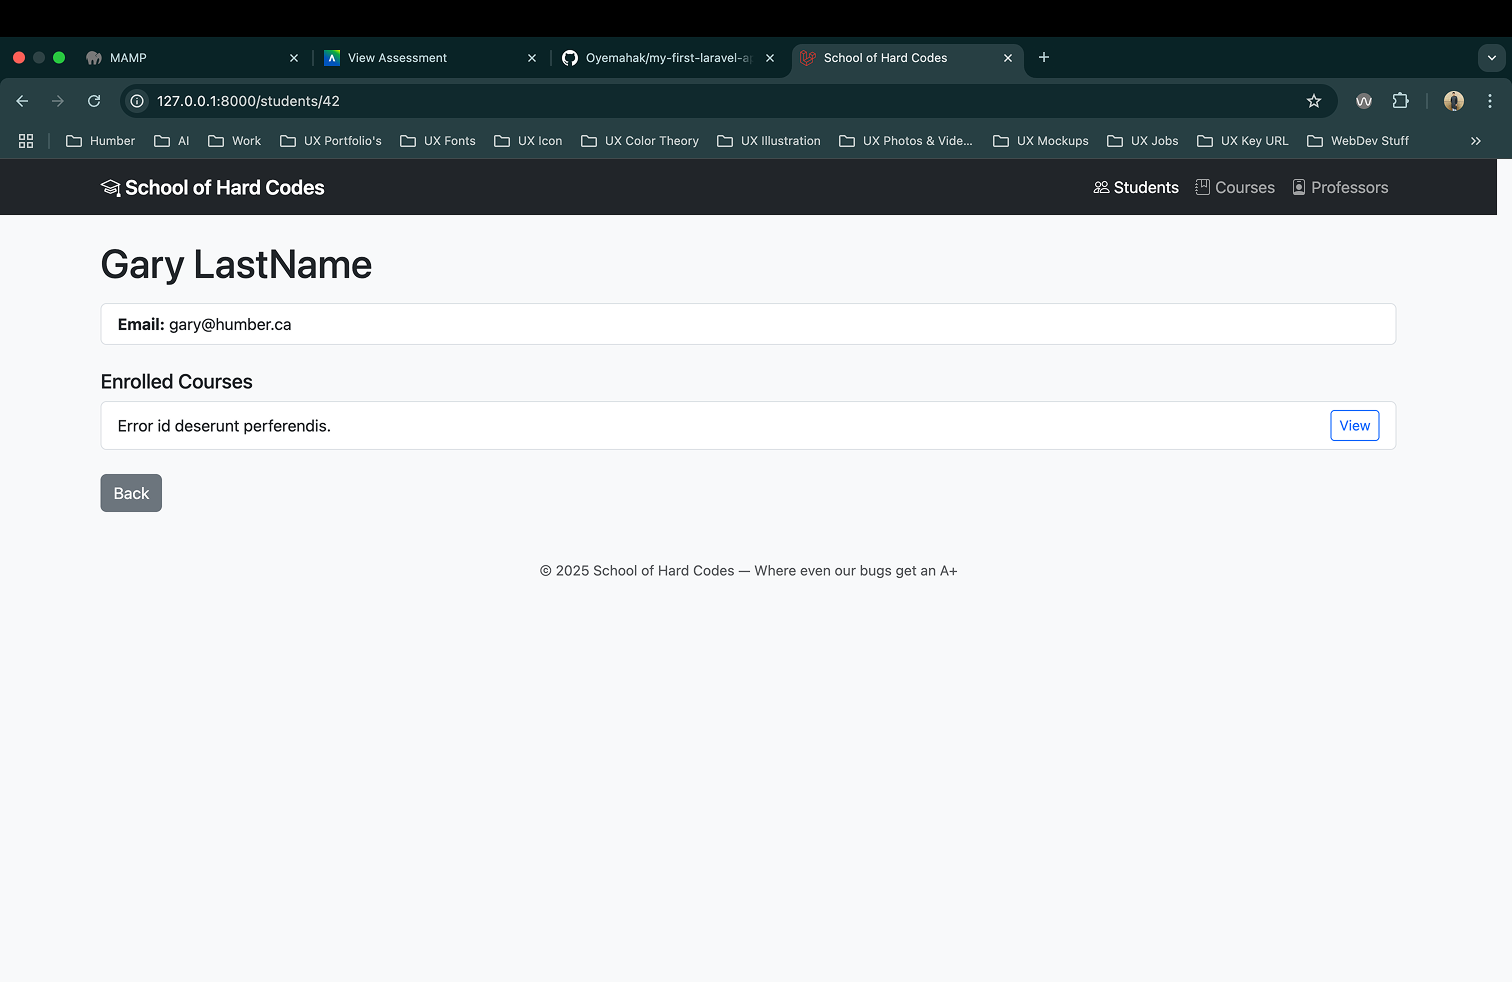 MAMP
View Assessment
Oyemahak/my-first-laravel-ap
School of Hard Codes
127.0.0.1:8000/students/42
Humber
AI
Work
UX Portfolio's
UX Fonts
UX Icon
UX Color Theory
UX Illustration
UX Photos & Vide...
UX Mockups
UX Jobs
UX Key URL
WebDev Stuff
School of Hard Codes
Students
Courses
Professors
Gary LastName
Email: gary@humber.ca
Enrolled Courses
Error id deserunt perferendis.
View
Back
© 2025 School of Hard Codes — Where even our bugs get an A+